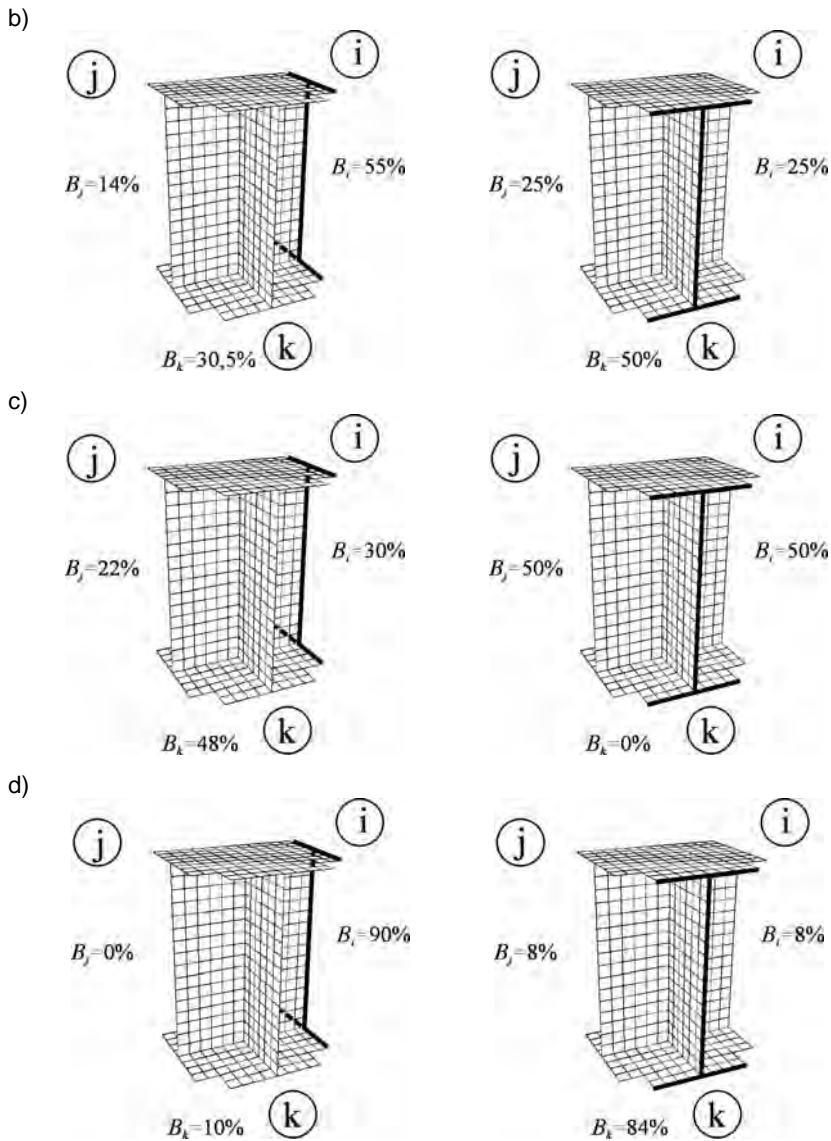 b)
j
i
B_j=14%
B_i=55%
k
B_k=30,5%
j
i
B_j=25%
B_i=25%
k
B_k=50%
c)
j
i
B_j=22%
B_i=30%
k
B_k=48%
j
i
B_j=50%
B_i=50%
k
B_k=0%
d)
j
i
B_j=0%
B_i=90%
k
B_k=10%
j
i
B_j=8%
B_i=8%
k
B_k=84%